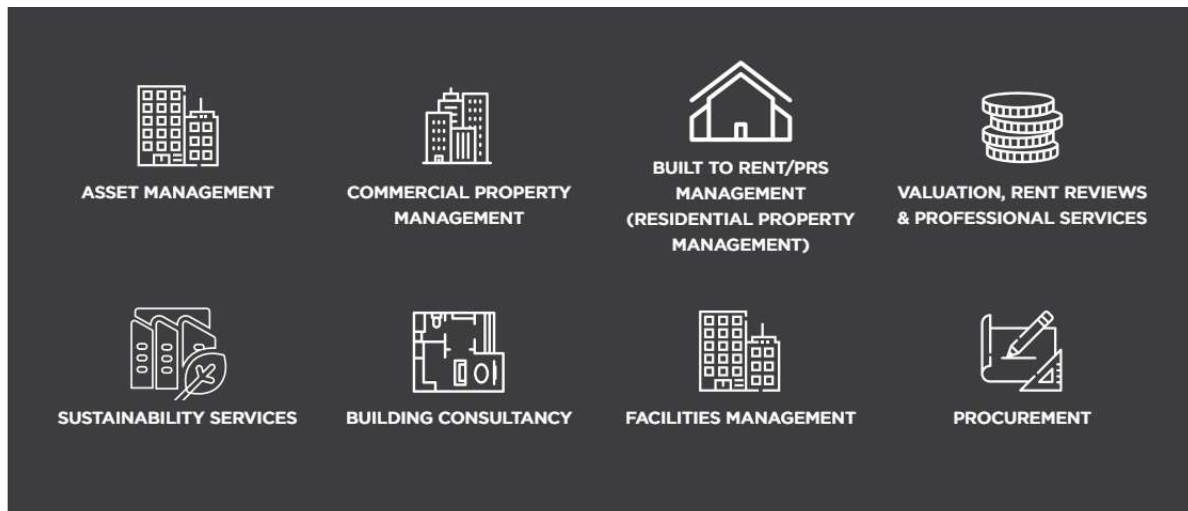 ASSET MANAGEMENT
COMMERCIAL PROPERTY
MANAGEMENT
BUILT TO RENT/PRS
MANAGEMENT
(RESIDENTIAL PROPERTY
MANAGEMENT)
VALUATION, RENT REVIEWS
& PROFESSIONAL SERVICES
SUSTAINABILITY SERVICES
BUILDING CONSULTANCY
FACILITIES MANAGEMENT
PROCUREMENT